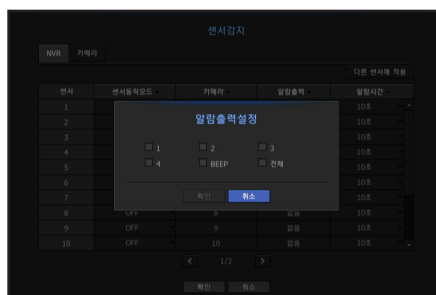 센서감지
NVR 카메라
다른 센서에 적용
센서 센서동작모드 카메라 알람출력 알람시간
1 10초
2 10초
3 10초
4 10초
5 10초
6 10초
7 10초
8 OFF 8 없음 10초
9 OFF 9 없음 10초
10 OFF 10 없음 10초
알람출력설정
1 2 3
4 BEEP 전체
확인 취소
< 1/2 >
확인 취소